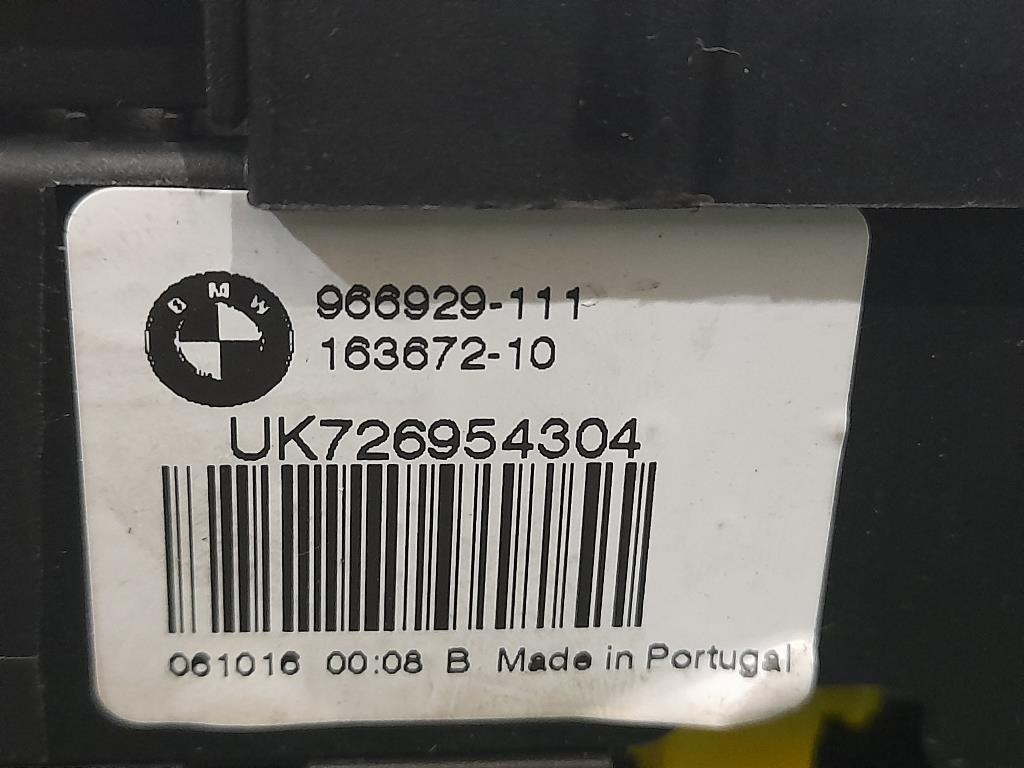 BMW
966929-111
163672-10
UK726954304
061016 00:08 B Made in Portugal